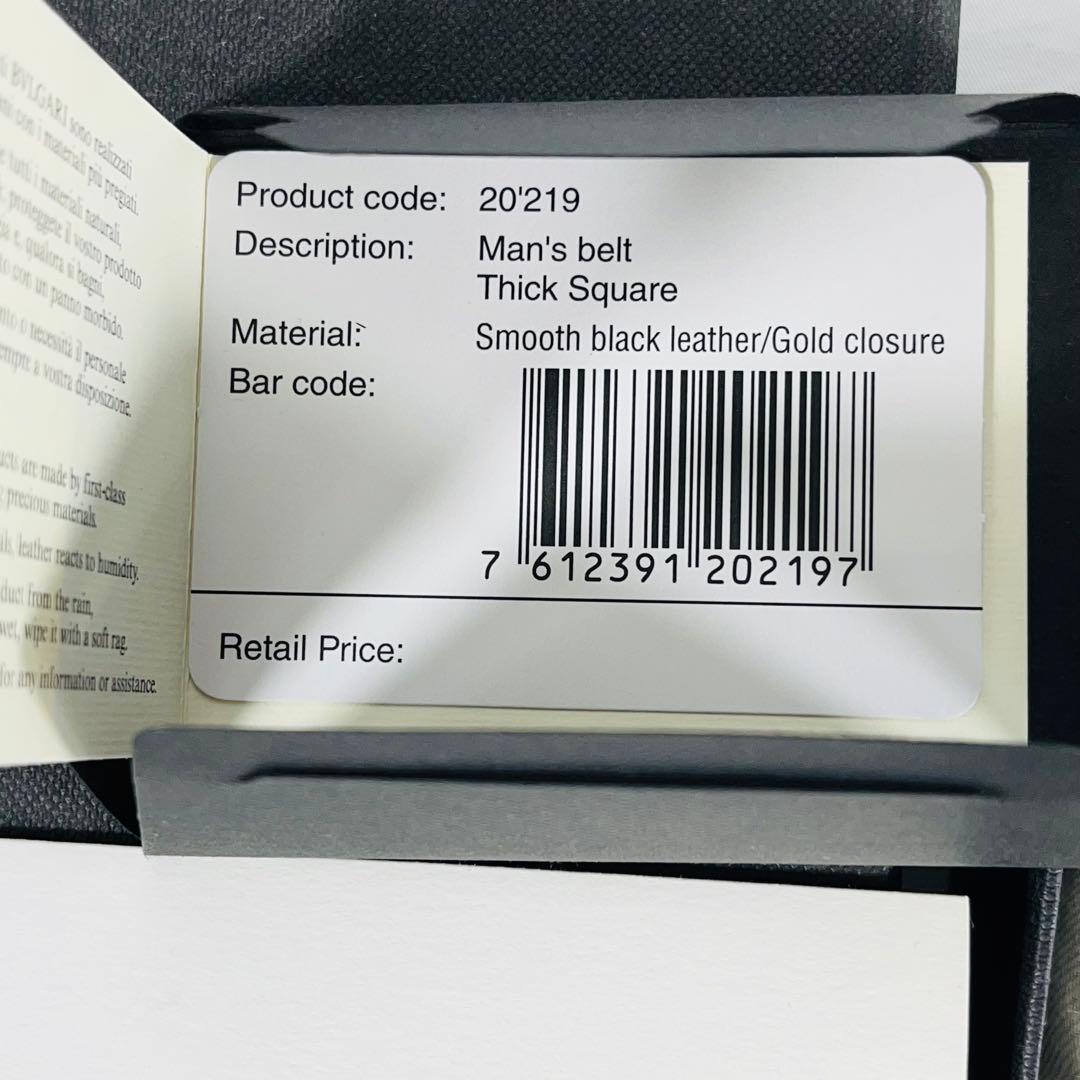 BVLGARI sono realizzati
con i materiali più pregiati.
tutti i materiali naturali,
proteggete il vostro prodotto
e, qualora si bagni,
con un panno morbido.
o necessità il personale
a vostra disposizione.
are made by first-class
precious materials.
leather reacts to humidity.
from the rain,
wet, wipe it with a soft rag.
for any information or assistance.
Product code: 20'219
Description: Man's belt
Thick Square
Material: Smooth black leather/Gold closure
Bar code:
7 612391 202197
Retail Price: